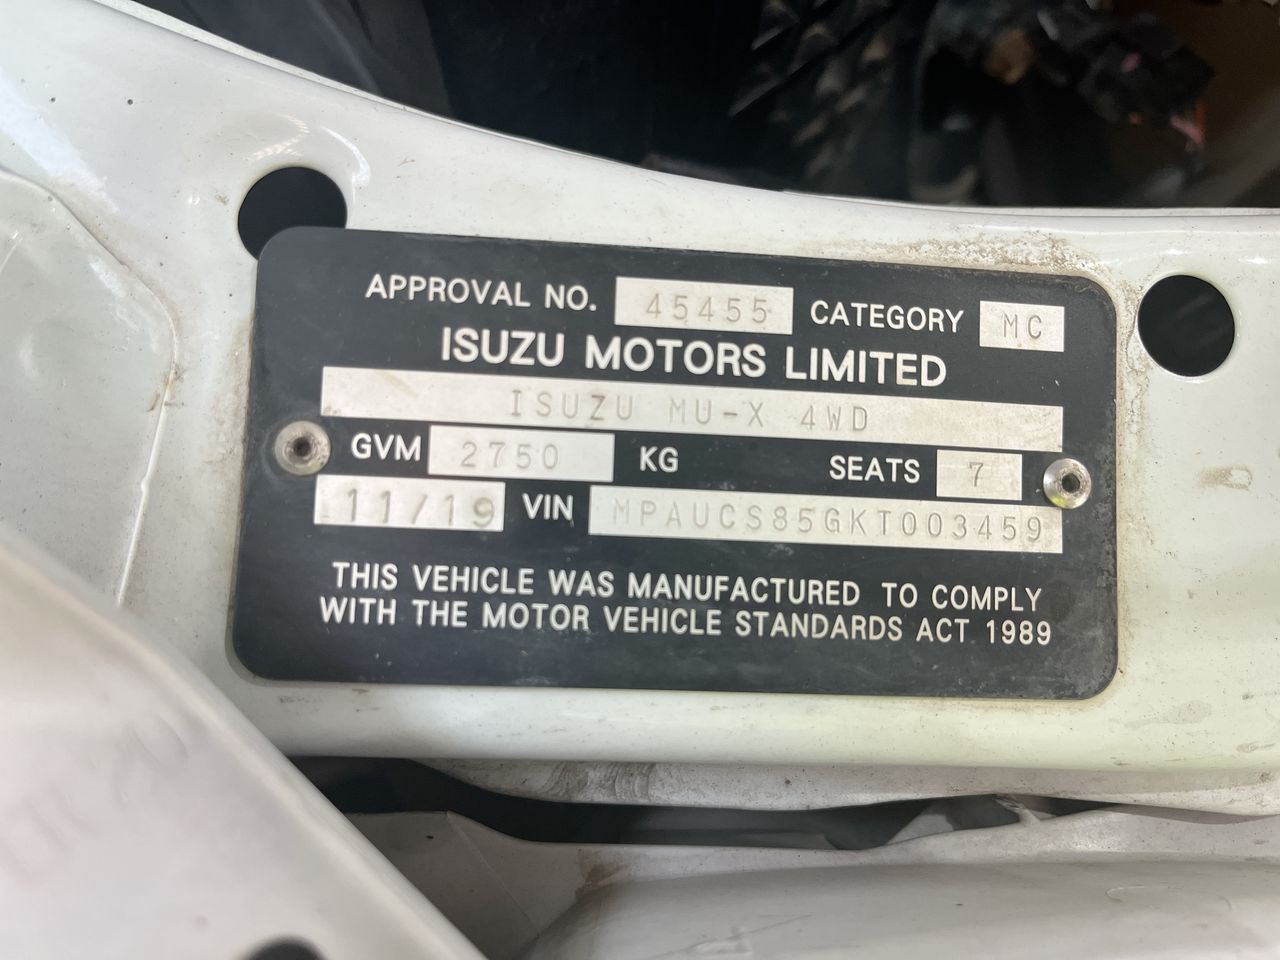 APPROVAL NO. 45455 CATEGORY MC
ISUZU MOTORS LIMITED
ISUZU MU-X 4WD
GVM 2750 KG SEATS 7
11/19 VIN MPAUCS85GKT003459
THIS VEHICLE WAS MANUFACTURED TO COMPLY
WITH THE MOTOR VEHICLE STANDARDS ACT 1989